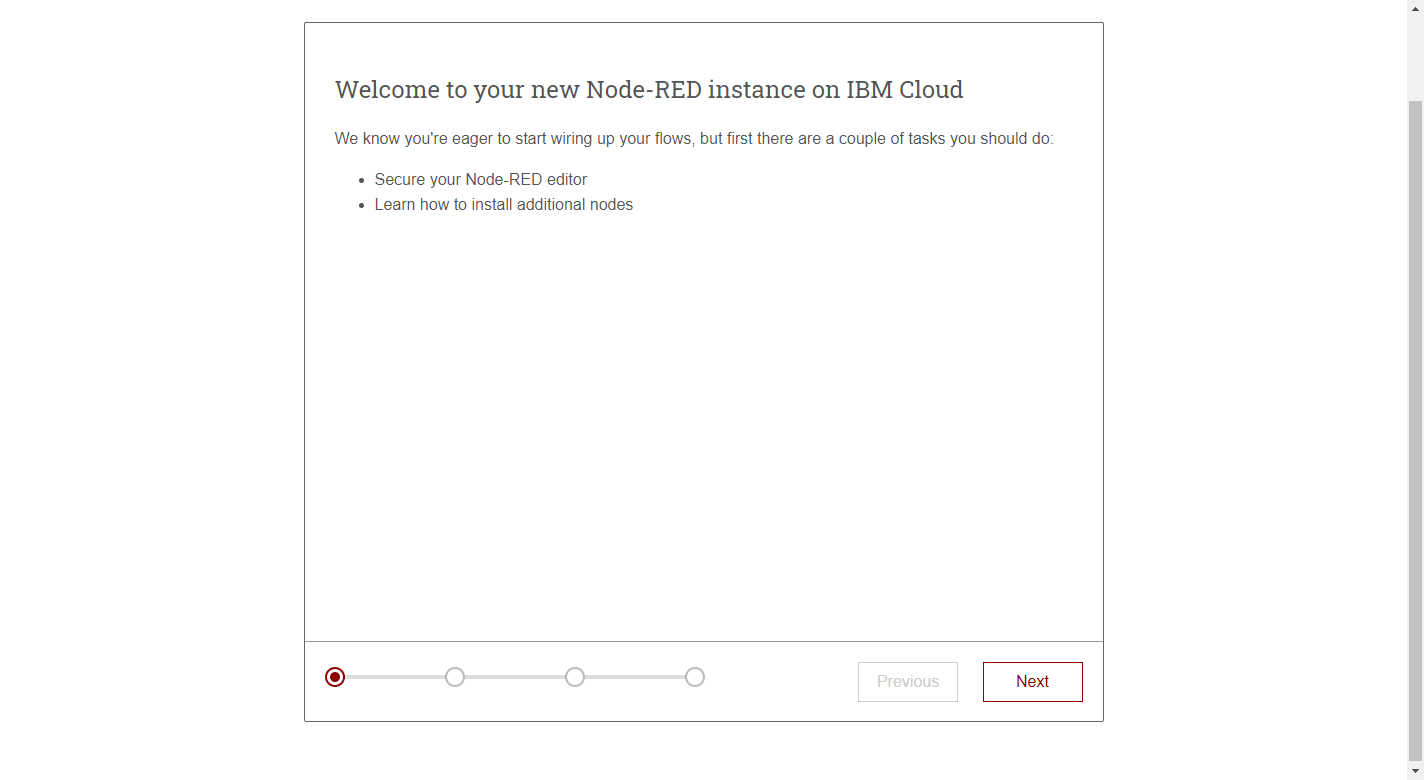 Welcome to your new Node-RED instance on IBM Cloud
We know you're eager to start wiring up your flows, but first there are a couple of tasks you should do:
Secure your Node-RED editor
Learn how to install additional nodes
Previous
Next